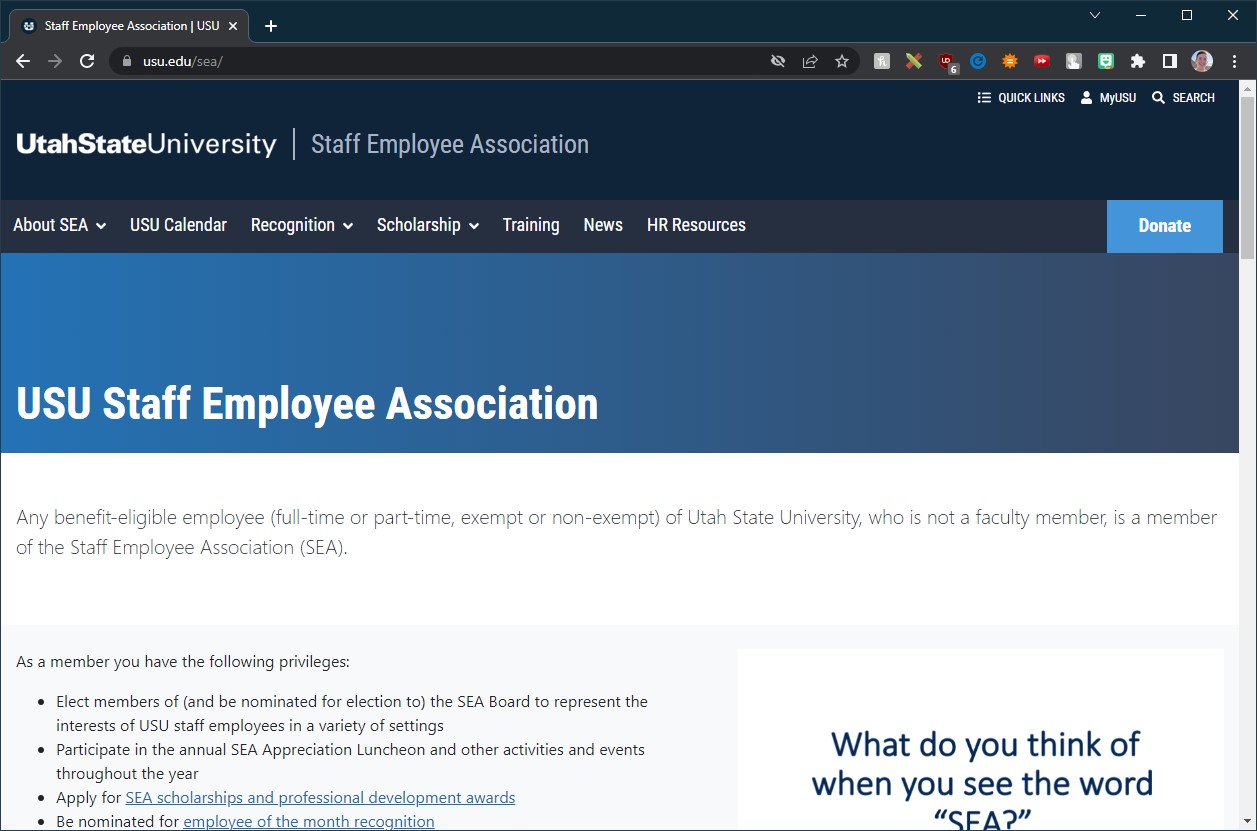 Staff Employee Association | USU
usu.edu/sea/
6
QUICK LINKS
MyUSU
SEARCH
UtahStateUniversity | Staff Employee Association
About SEA
USU Calendar
Recognition
Scholarship
Training
News
HR Resources
Donate
USU Staff Employee Association
Any benefit-eligible employee (full-time or part-time, exempt or non-exempt) of Utah State University, who is not a faculty member, is a member
of the Staff Employee Association (SEA).
As a member you have the following privileges:
• Elect members of (and be nominated for election to) the SEA Board to represent the
interests of USU staff employees in a variety of settings
• Participate in the annual SEA Appreciation Luncheon and other activities and events
throughout the year
• Apply for SEA scholarships and professional development awards
• Be nominated for employee of the month recognition
What do you think of
when you see the word
“SEA?”